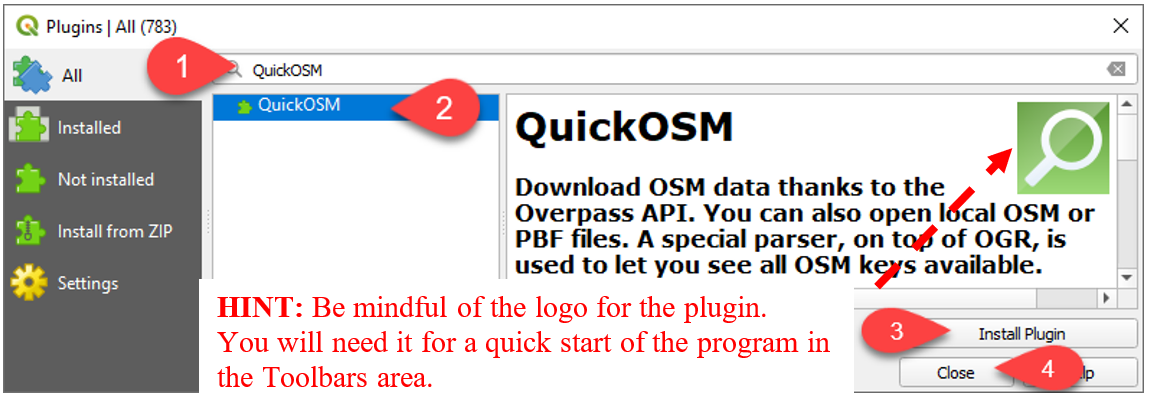 Plugins | All (783)
All
1
QuickOSM
Installed
Not installed
Install from ZIP
Settings
QuickOSM
2
QuickOSM
Download OSM data thanks to the
Overpass API. You can also open local OSM or
PBF files. A special parser, on top of OGR, is
used to let you see all OSM keys available.
HINT: Be mindful of the logo for the plugin.
You will need it for a quick start of the program in
the Toolbars area.
3
Install Plugin
Close
4